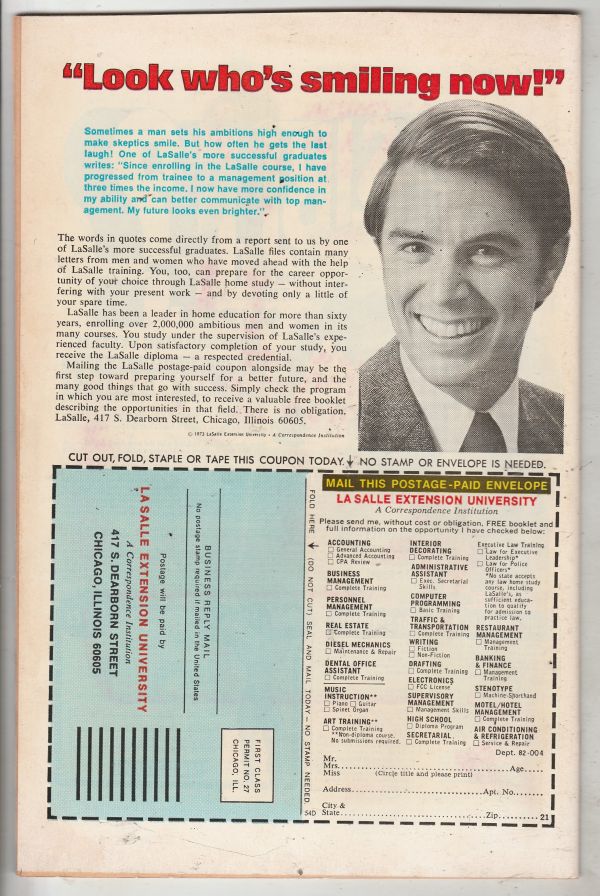 “Look who’s smiling now!”
Sometimes a man sets his ambitions high enough to
make skeptics smile. But how often he gets the last
laugh! One of LaSalle's more successful graduates
writes: "Since enrolling in the LaSalle course, I have
progressed from trainee to a management position at
three times the income. I now have more confidence in
my ability and can better communicate with top man-
agement. My future looks even brighter."
The words in quotes come directly from a report sent to us by one
of LaSalle's more successful graduates. LaSalle files contain many
letters from men and women who have moved ahead with the help
of LaSalle training. You, too, can prepare for the career oppor-
tunity of your choice through LaSalle home study — without inter-
fering with your present work — and by devoting only a little of
your spare time.
LaSalle has been a leader in home education for more than sixty
years, enrolling over 2,000,000 ambitious men and women in its
many courses. You study under the supervision of LaSalle's expe-
rienced faculty. Upon satisfactory completion of your study, you
receive the LaSalle diploma — a respected credential.
Mailing the LaSalle postage-paid coupon alongside may be the
first step toward preparing yourself for a better future, and the
many good things that go with success. Simply check the program
in which you are most interested, to receive a valuable free booklet
describing the opportunities in that field. There is no obligation.
LaSalle, 417 S. Dearborn Street, Chicago, Illinois 60605.
© 1973 LaSalle Extension University • A Correspondence Institution
CUT OUT, FOLD, STAPLE OR TAPE THIS COUPON TODAY. NO STAMP OR ENVELOPE IS NEEDED.
BUSINESS REPLY MAIL
No postage stamp required if mailed in the United States
Postage will be paid by
LA SALLE EXTENSION UNIVERSITY
A Correspondence Institution
417 S. DEARBORN STREET
CHICAGO, ILLINOIS 60605
FIRST CLASS
PERMIT NO. 27
CHICAGO, ILL.
FOLD HERE (DO NOT CUT) SEAL AND MAIL TODAY — NO STAMP NEEDED.
54D
MAIL THIS POSTAGE-PAID ENVELOPE
LA SALLE EXTENSION UNIVERSITY
A Correspondence Institution
Please send me, without cost or obligation, FREE booklet and
full information on the opportunity I have checked below:
ACCOUNTING
General Accounting
Advanced Accounting
CPA Review
BUSINESS
MANAGEMENT
Complete Training
PERSONNEL
MANAGEMENT
Complete Training
REAL ESTATE
Complete Training
DIESEL MECHANICS
Maintenance & Repair
DENTAL OFFICE
ASSISTANT
Complete Training
MUSIC
INSTRUCTION**
Piano Guitar
Spinet Organ
ART TRAINING**
Complete Training
**Non-diploma course.
No submissions required.
INTERIOR
DECORATING
Complete Training
ADMINISTRATIVE
ASSISTANT
Exec. Secretarial
Skills
COMPUTER
PROGRAMMING
Basic Training
TRAFFIC &
TRANSPORTATION
Complete Training
WRITING
Fiction
Non-Fiction
DRAFTING
Complete Training
ELECTRONICS
FCC License
SUPERVISORY
MANAGEMENT
Management Skills
HIGH SCHOOL
Diploma Program
SECRETARIAL
Complete Training
Executive Law Training
Law for Executive
Leadership*
Law for Police
Officers*
*No state accepts
any law home study
course, including
LaSalle's, as
sufficient educa-
tion to qualify
for admission to
practice law.
RESTAURANT
MANAGEMENT
Management
Training
BANKING
& FINANCE
Management
Training
STENOTYPE
Machine Shorthand
MOTEL/HOTEL
MANAGEMENT
Complete Training
AIR CONDITIONING
& REFRIGERATION
Service & Repair
Dept. 82-004
Mr.
Mrs. Age
Miss (Circle title and please print)
Address Apt. No.
City &
State Zip 21